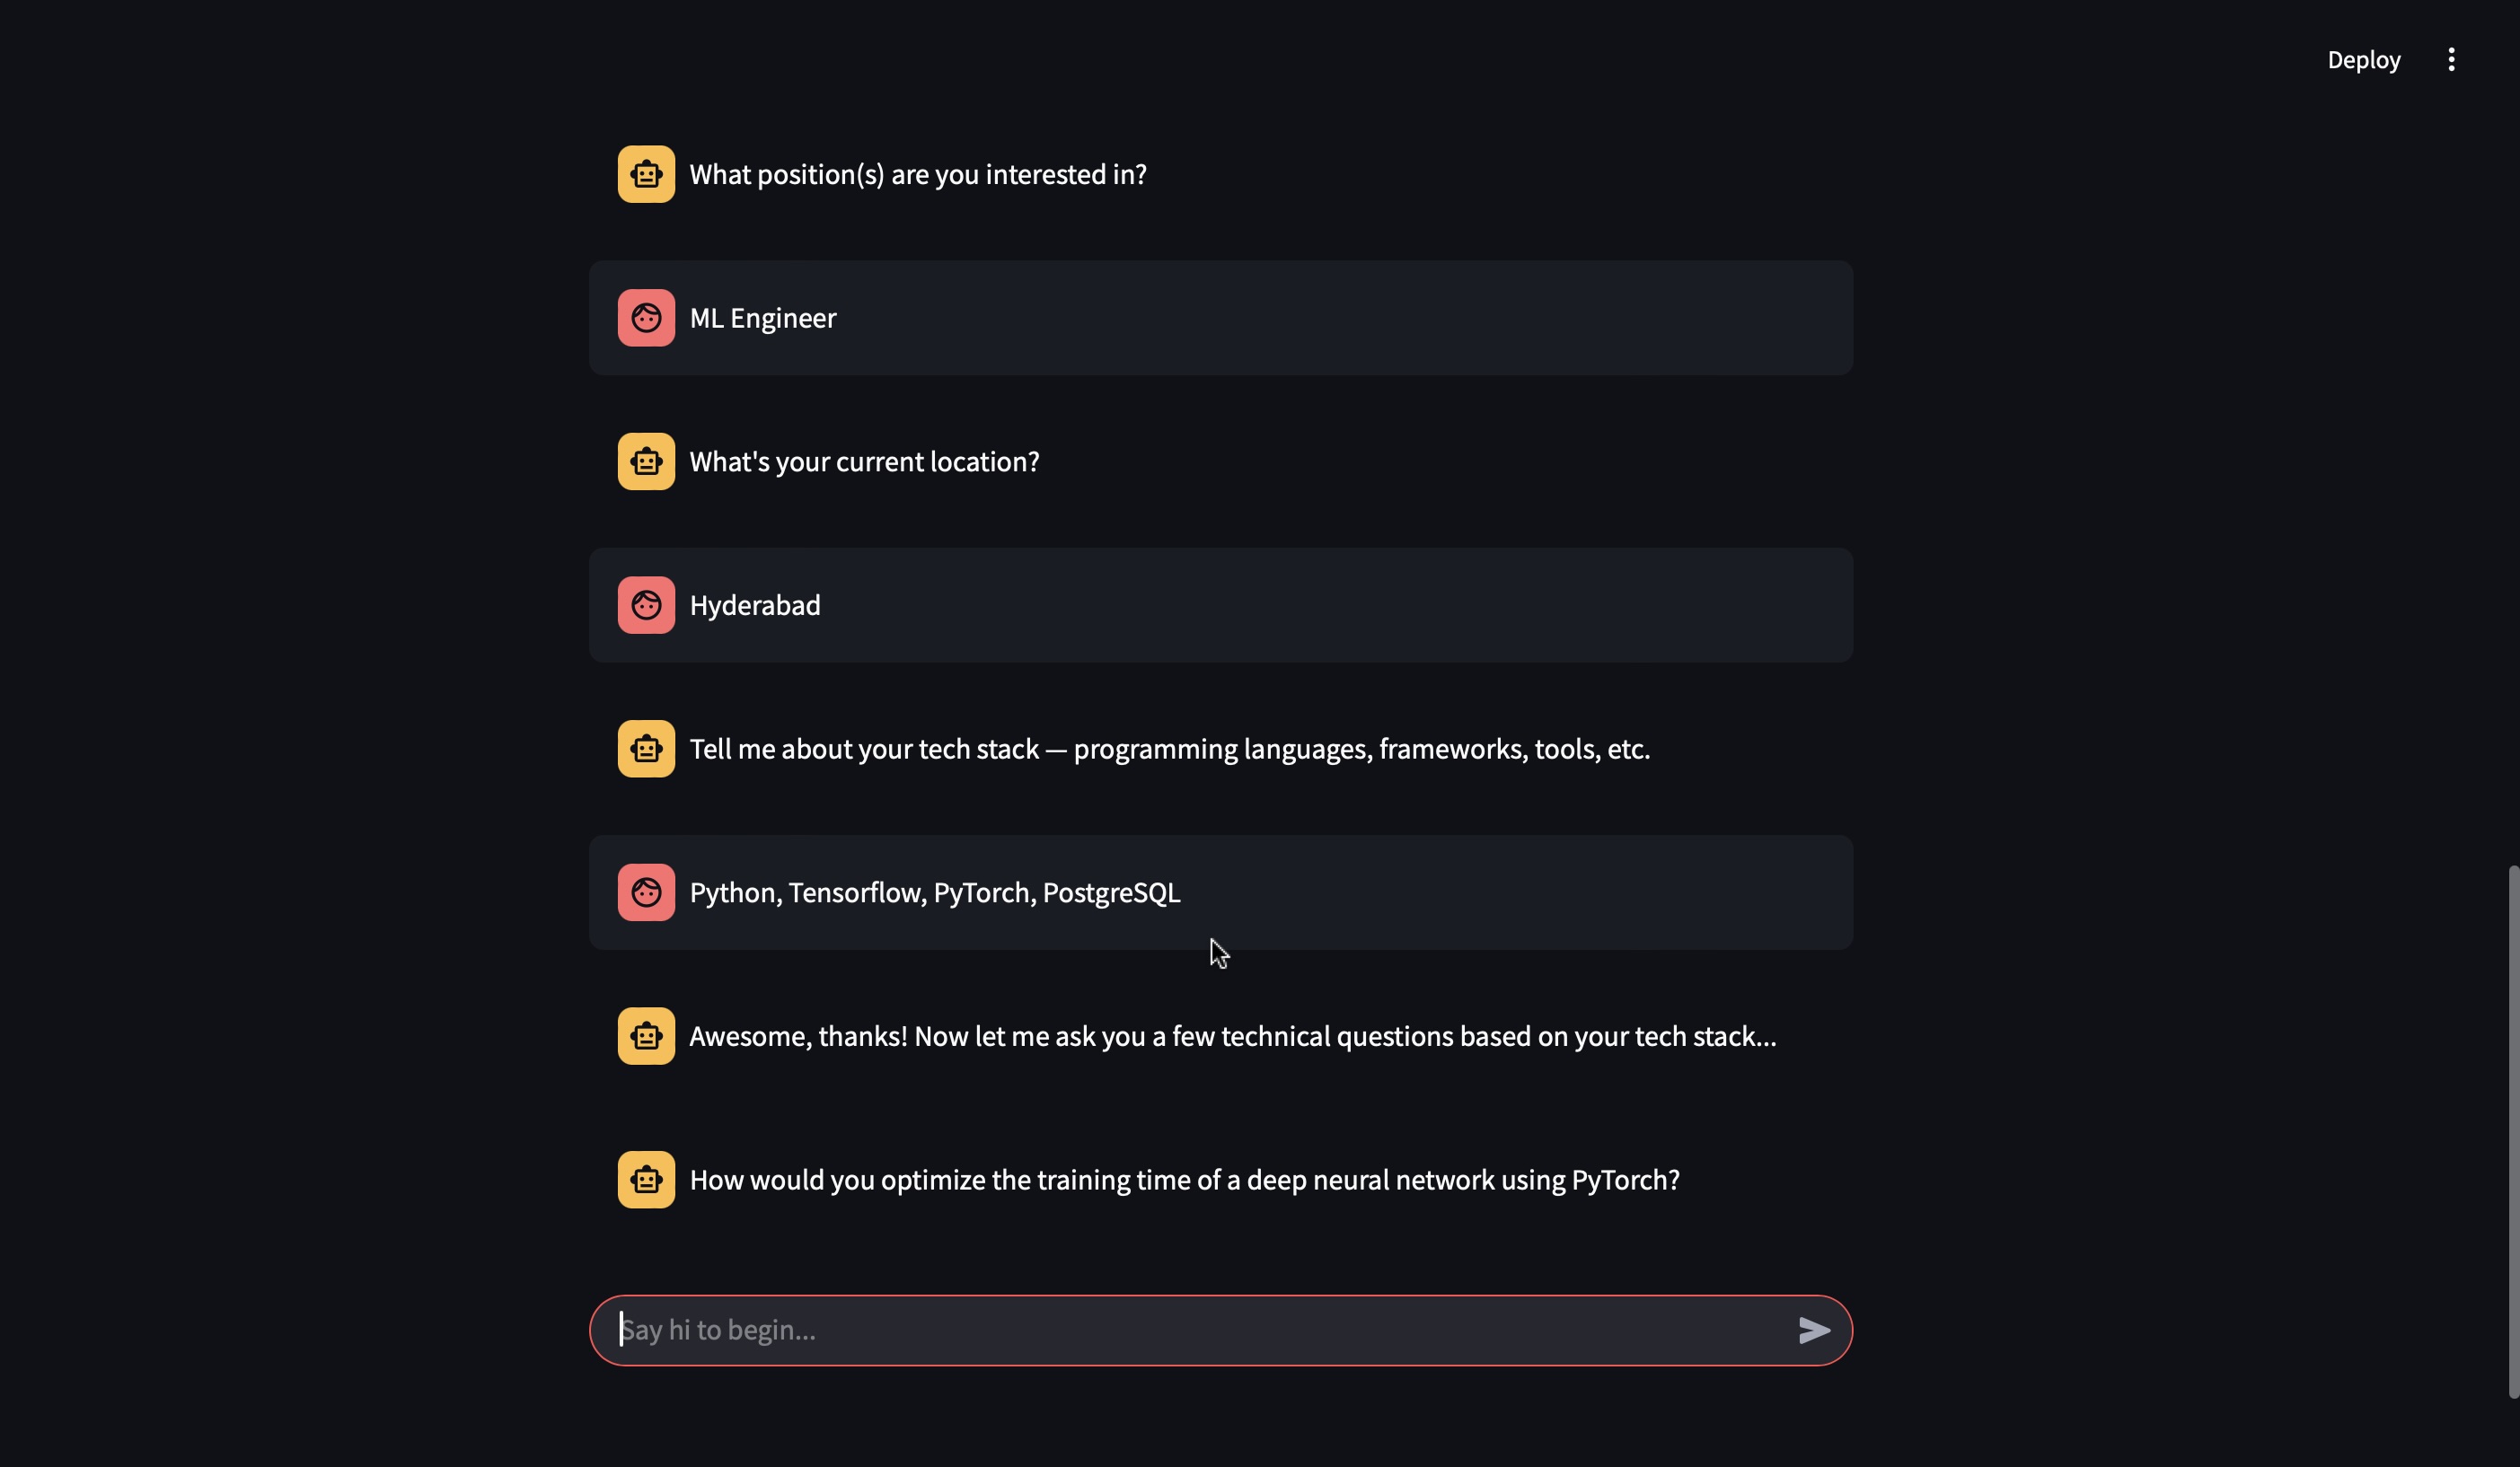 Deploy
What position(s) are you interested in?
ML Engineer
What's your current location?
Hyderabad
Tell me about your tech stack — programming languages, frameworks, tools, etc.
Python, Tensorflow, PyTorch, PostgreSQL
Awesome, thanks! Now let me ask you a few technical questions based on your tech stack...
How would you optimize the training time of a deep neural network using PyTorch?
Say hi to begin...